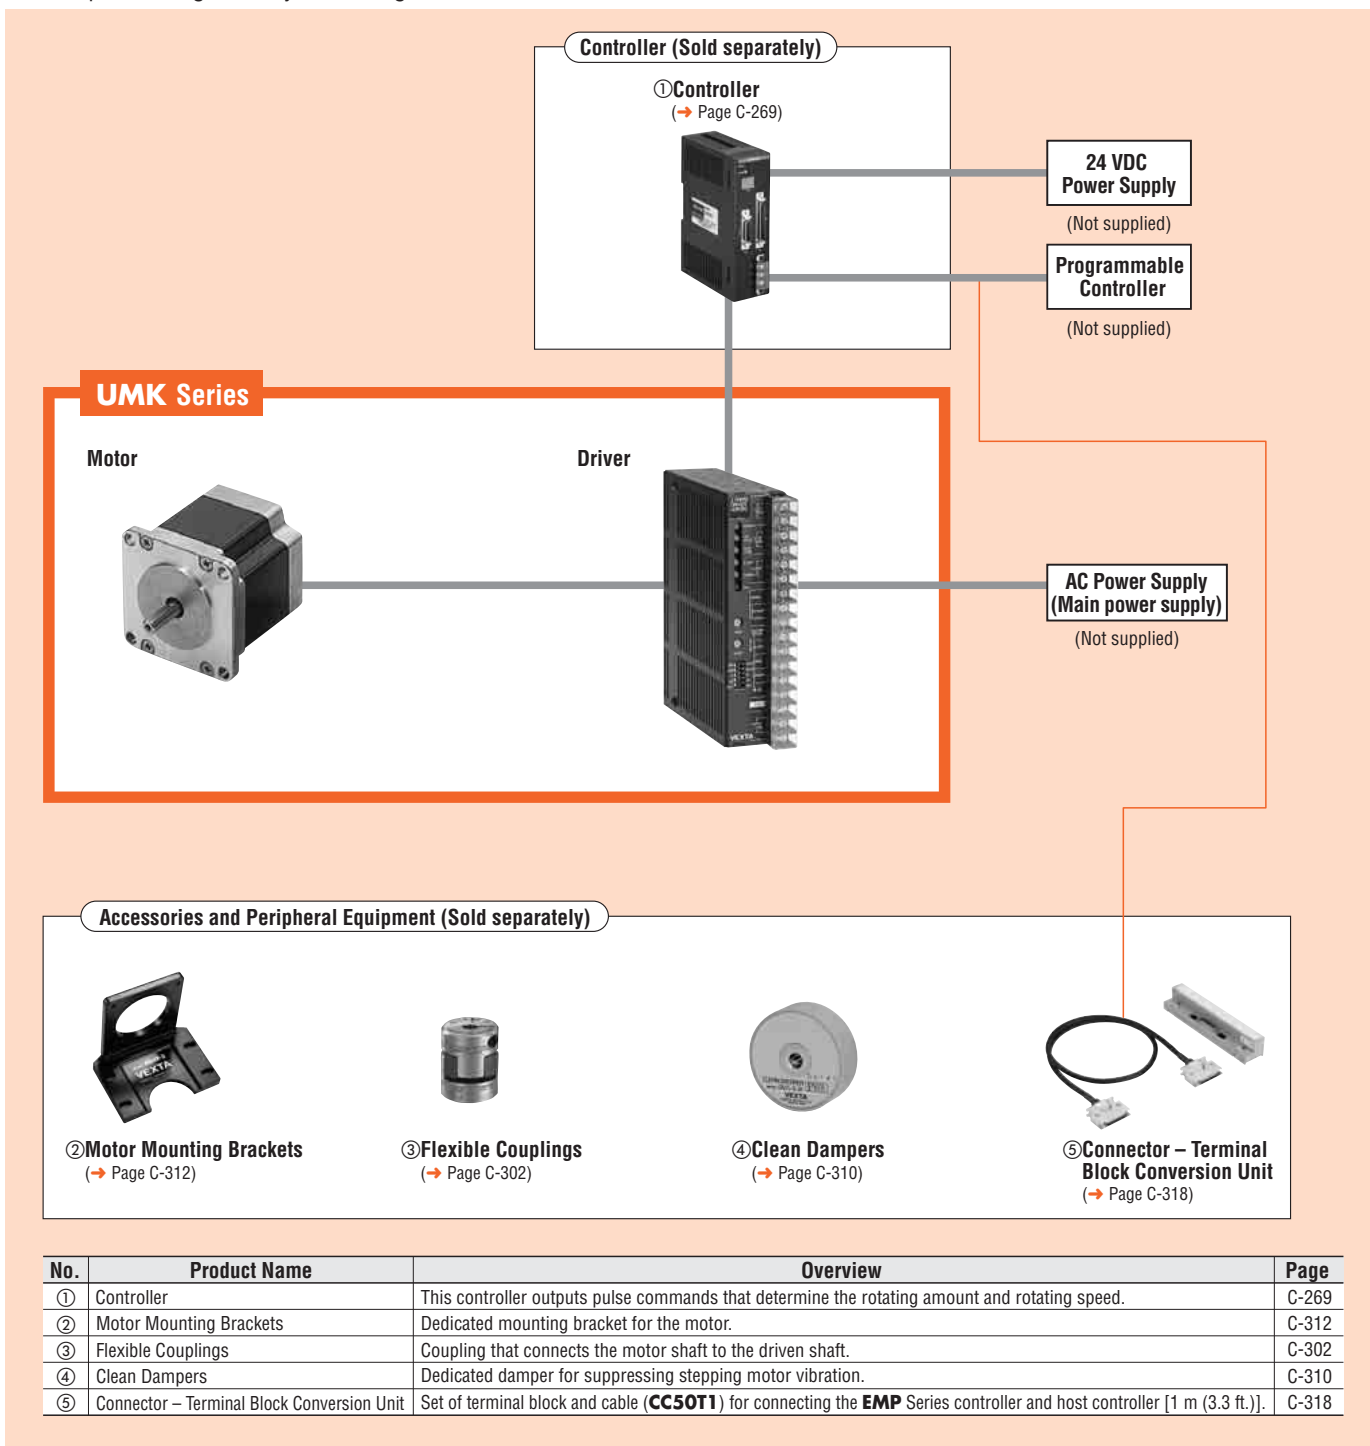 Controller (Sold separately)
①Controller
(➜ Page C-269)
24 VDC
Power Supply
(Not supplied)
Programmable
Controller
(Not supplied)
UMK Series
Motor
Driver
VEXTA
AC Power Supply
(Main power supply)
(Not supplied)
Accessories and Peripheral Equipment (Sold separately)
VEXTA
VEXTA
②Motor Mounting Brackets
(➜ Page C-312)
③Flexible Couplings
(➜ Page C-302)
④Clean Dampers
(➜ Page C-310)
⑤Connector – Terminal
Block Conversion Unit
(➜ Page C-318)
No. Product Name Overview Page
① Controller This controller outputs pulse commands that determine the rotating amount and rotating speed. C-269
② Motor Mounting Brackets Dedicated mounting bracket for the motor. C-312
③ Flexible Couplings Coupling that connects the motor shaft to the driven shaft. C-302
④ Clean Dampers Dedicated damper for suppressing stepping motor vibration. C-310
⑤ Connector – Terminal Block Conversion Unit Set of terminal block and cable (CC50T1) for connecting the EMP Series controller and host controller [1 m (3.3 ft.)]. C-318